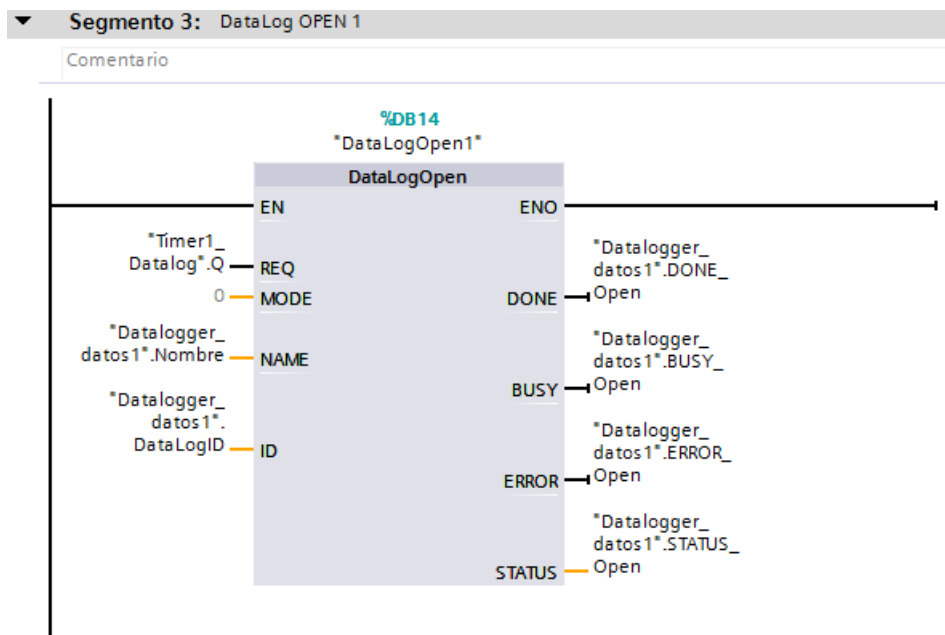 Segmento 3: DataLog OPEN 1
Comentario
%DB14
"DataLogOpen1"
DataLogOpen
EN
ENO
"Timer1_
Datalog".Q
REQ
0
MODE
"Datalogger_
datos1".Nombre
NAME
"Datalogger_
datos1".
DataLogID
ID
"Datalogger_
datos1".DONE_
Open
DONE
"Datalogger_
datos1".BUSY_
Open
BUSY
"Datalogger_
datos1".ERROR_
Open
ERROR
"Datalogger_
datos1".STATUS_
Open
STATUS